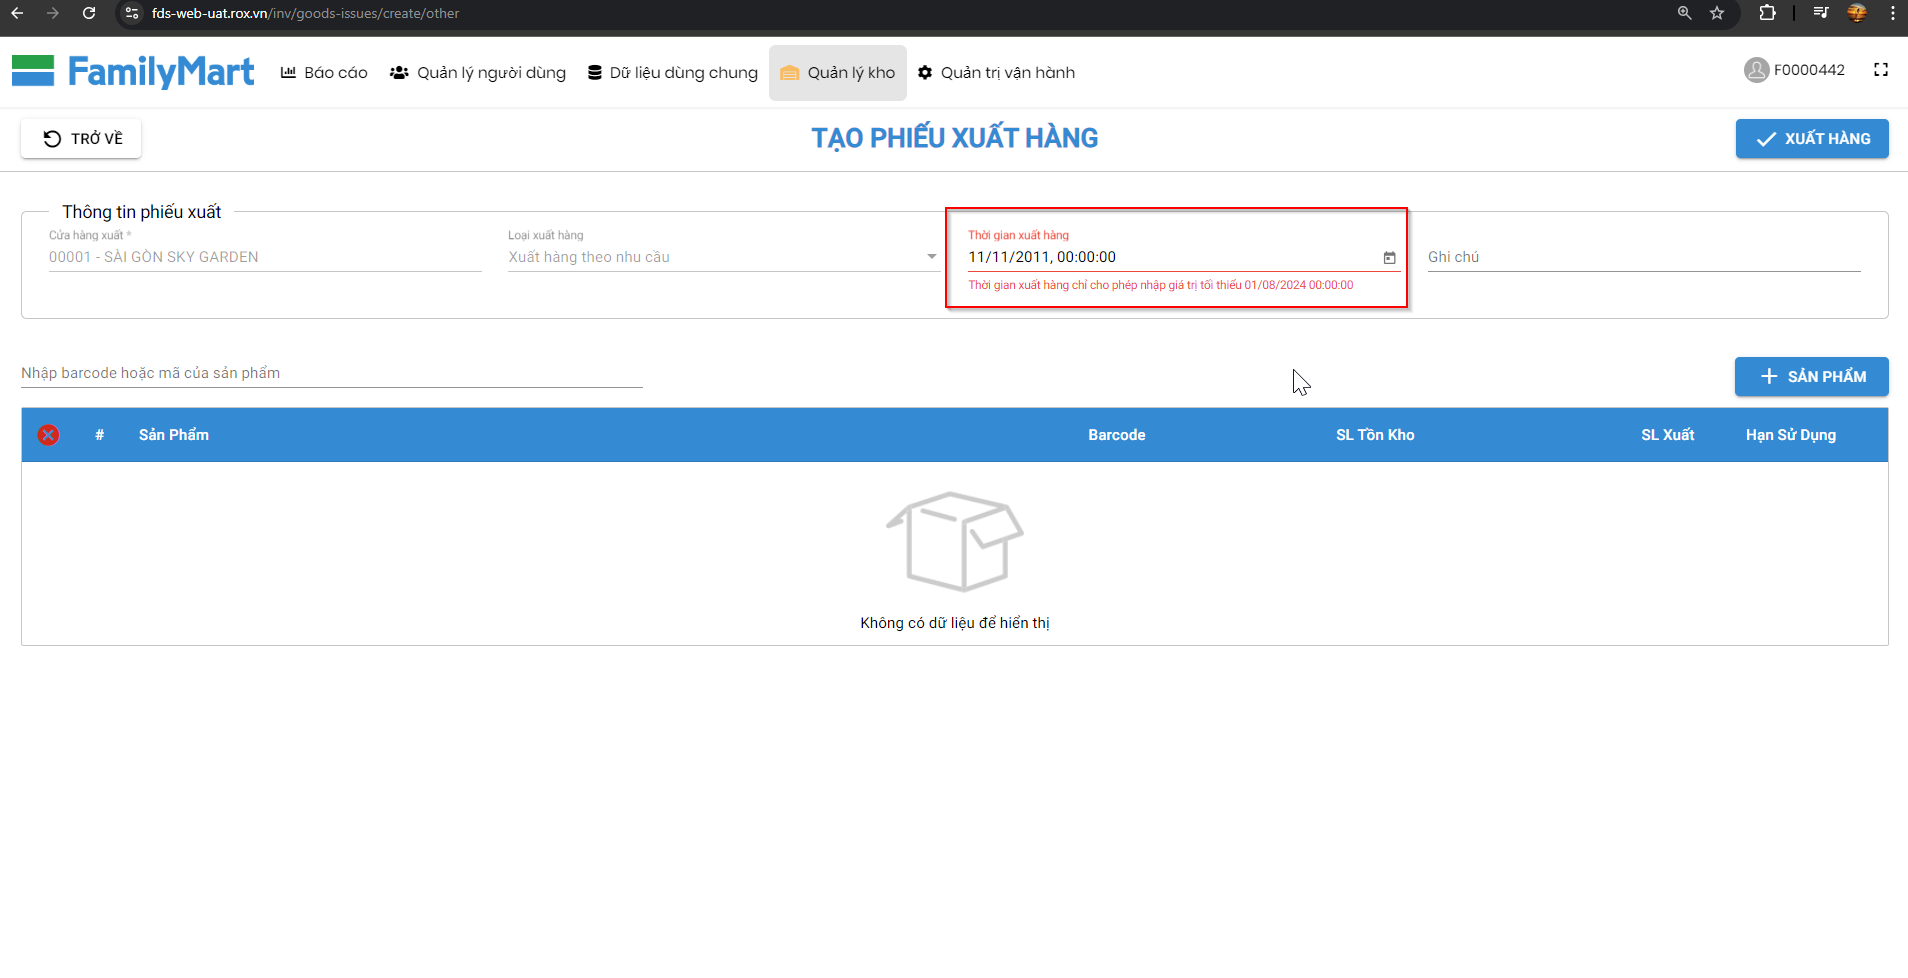 fds-web-uat.rox.vn/inv/goods-issues/create/other
FamilyMart
Báo cáo
Quản lý người dùng
Dữ liệu dùng chung
Quản lý kho
Quản trị vận hành
F0000442
TRỞ VỀ
TẠO PHIẾU XUẤT HÀNG
XUẤT HÀNG
Thông tin phiếu xuất
Cửa hàng xuất *
00001 - SÀI GÒN SKY GARDEN
Loại xuất hàng
Xuất hàng theo nhu cầu
Thời gian xuất hàng
11/11/2011, 00:00:00
Thời gian xuất hàng chỉ cho phép nhập giá trị tối thiểu 01/08/2024 00:00:00
Ghi chú
Nhập barcode hoặc mã của sản phẩm
SẢN PHẨM
# Sản Phẩm Barcode SL Tồn Kho SL Xuất Hạn Sử Dụng
Không có dữ liệu để hiển thị